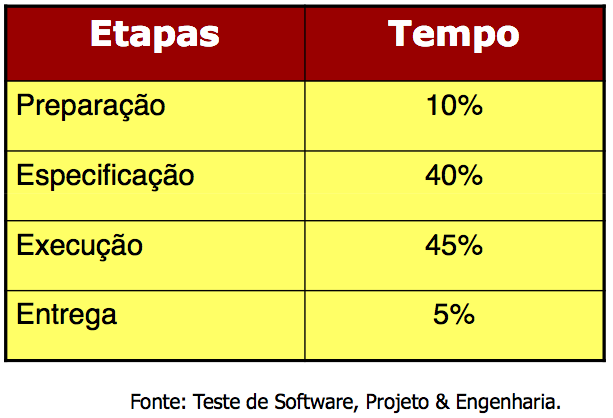 Etapas Tempo
Preparação 10%
Especificação 40%
Execução 45%
Entrega 5%
Fonte: Teste de Software, Projeto & Engenharia.